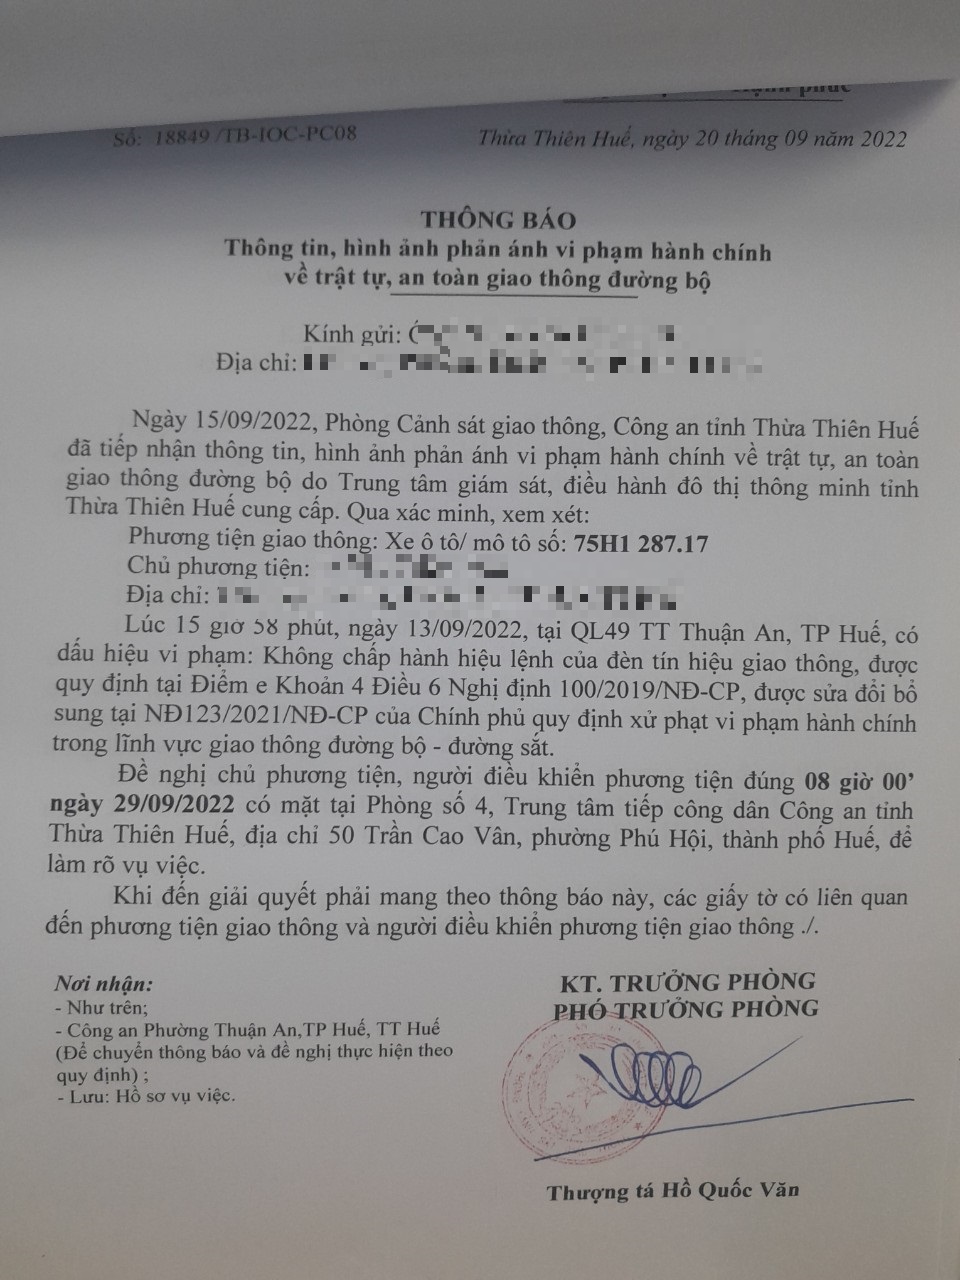 Hạnh phúc
Số: 18849 /TB-IOC-PC08
Thừa Thiên Huế, ngày 20 tháng 09 năm 2022
THÔNG BÁO
Thông tin, hình ảnh phản ánh vi phạm hành chính
về trật tự, an toàn giao thông đường bộ
Kính gửi:
Địa chỉ:
Ngày 15/09/2022, Phòng Cảnh sát giao thông, Công an tỉnh Thừa Thiên Huế
đã tiếp nhận thông tin, hình ảnh phản ánh vi phạm hành chính về trật tự, an toàn
giao thông đường bộ do Trung tâm giám sát, điều hành đô thị thông minh tỉnh
Thừa Thiên Huế cung cấp. Qua xác minh, xem xét:
Phương tiện giao thông: Xe ô tô/ mô tô số: 75H1 287.17
Chủ phương tiện:
Địa chỉ:
Lúc 15 giờ 58 phút, ngày 13/09/2022, tại QL49 TT Thuận An, TP Huế, có
dấu hiệu vi phạm: Không chấp hành hiệu lệnh của đèn tín hiệu giao thông, được
quy định tại Điểm e Khoản 4 Điều 6 Nghị định 100/2019/NĐ-CP, được sửa đổi bổ
sung tại NĐ123/2021/NĐ-CP của Chính phủ quy định xử phạt vi phạm hành chính
trong lĩnh vực giao thông đường bộ - đường sắt.
Đề nghị chủ phương tiện, người điều khiển phương tiện đúng 08 giờ 00’
ngày 29/09/2022 có mặt tại Phòng số 4, Trung tâm tiếp công dân Công an tỉnh
Thừa Thiên Huế, địa chỉ 50 Trần Cao Vân, phường Phú Hội, thành phố Huế, để
làm rõ vụ việc.
Khi đến giải quyết phải mang theo thông báo này, các giấy tờ có liên quan
đến phương tiện giao thông và người điều khiển phương tiện giao thông ./.
Nơi nhận:
- Như trên;
- Công an Phường Thuận An,TP Huế, TT Huế
(Để chuyển thông báo và đề nghị thực hiện theo
quy định) ;
- Lưu: Hồ sơ vụ việc.
KT. TRƯỞNG PHÒNG
PHÓ TRƯỞNG PHÒNG
Thượng tá Hồ Quốc Văn